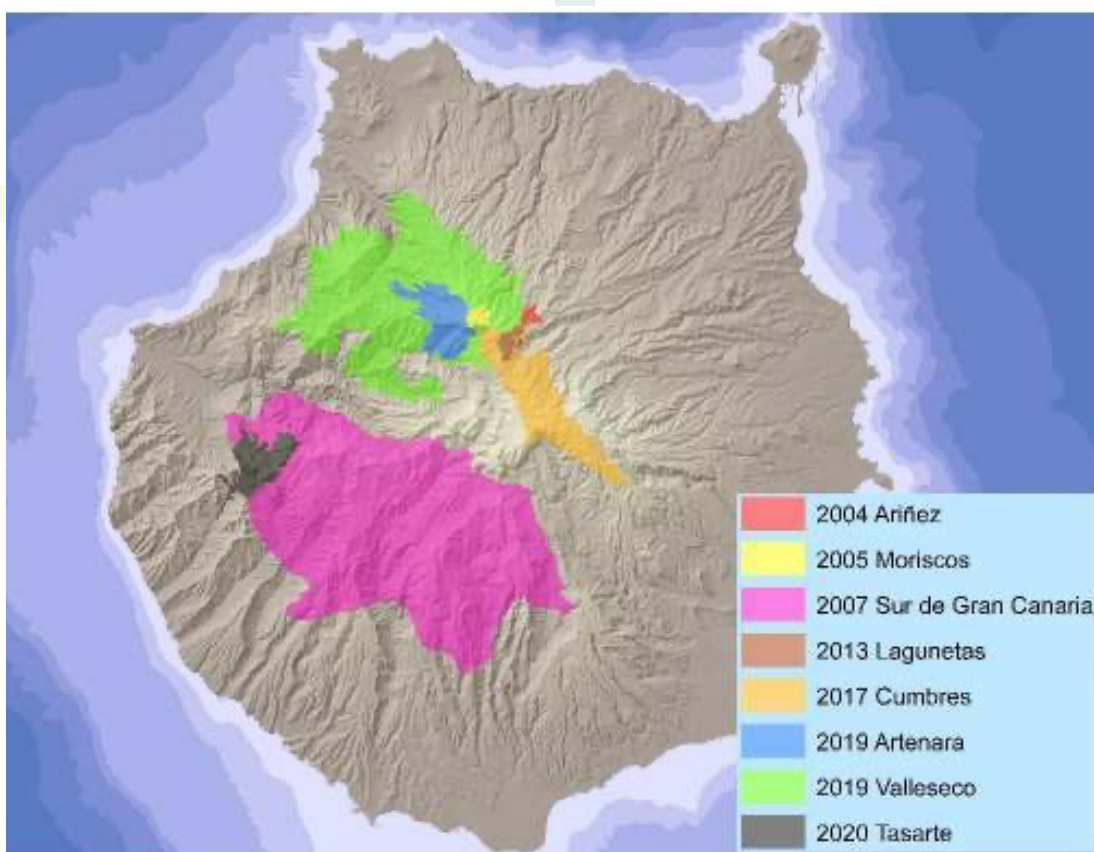 2004 Ariñez
2005 Moriscos
2007 Sur de Gran Canaria
2013 Lagunetas
2017 Cumbres
2019 Artenara
2019 Valleseco
2020 Tasarte